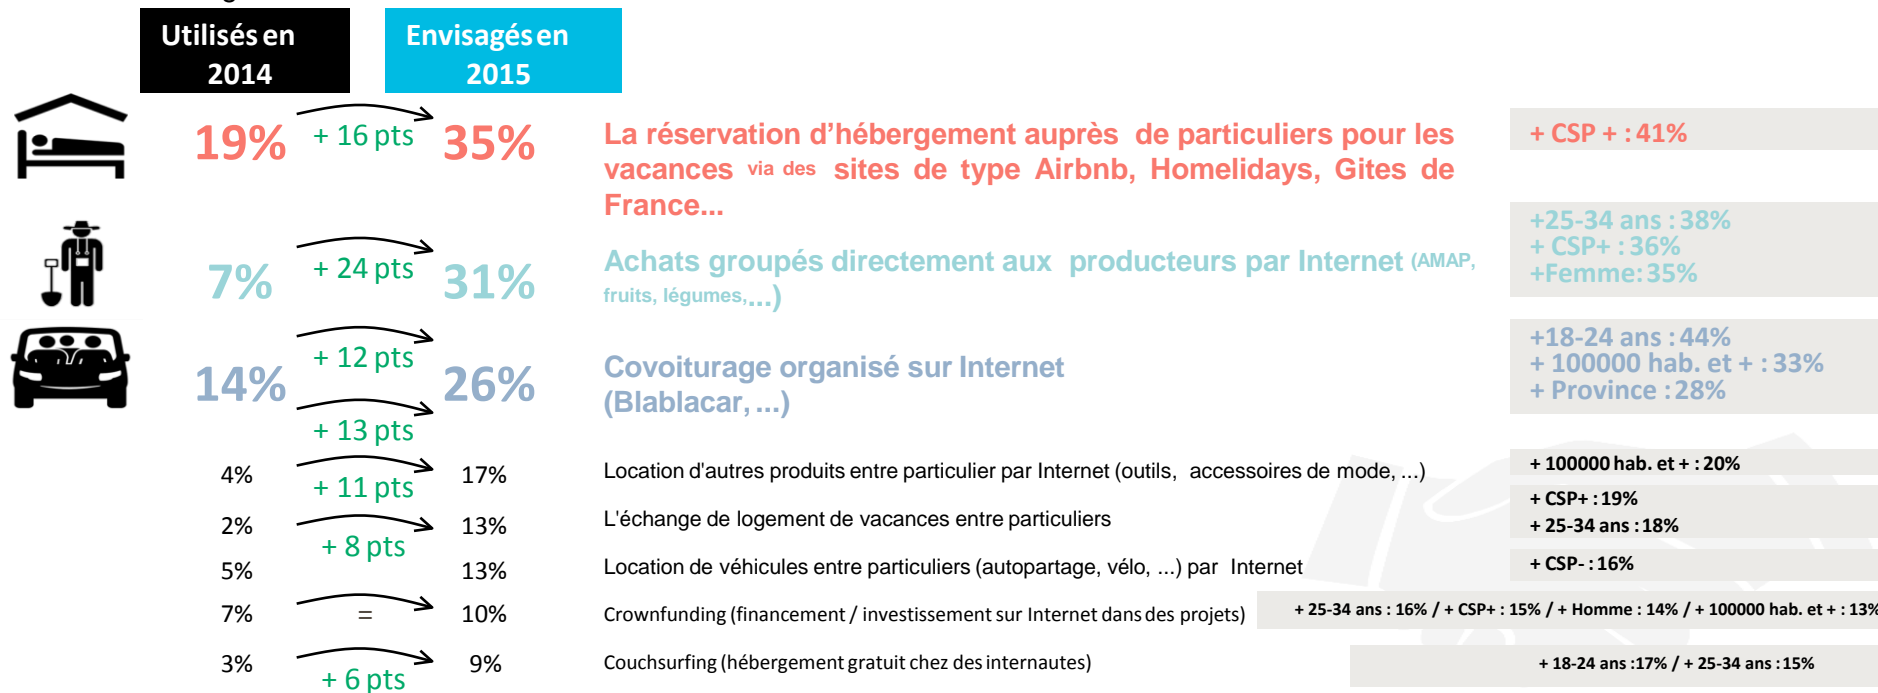 Utilisés en
2014
Envisagés en
2015
19%
+ 16 pts
35%
La réservation d’hébergement auprès de particuliers pour les
vacances via des sites de type Airbnb, Homelidays, Gites de
France...
+ CSP + : 41%
7%
+ 24 pts
31%
Achats groupés directement aux producteurs par Internet (AMAP,
fruits, légumes,...)
+25-34 ans : 38%
+ CSP+ : 36%
+Femme: 35%
14%
+ 12 pts
26%
Covoiturage organisé sur Internet
(Blablacar, ...)
+18-24 ans : 44%
+ 100000 hab. et + : 33%
+ Province : 28%
+ 13 pts
4%
17%
Location d'autres produits entre particulier par Internet (outils, accessoires de mode, ...)
+ 100000 hab. et + : 20%
+ 11 pts
2%
13%
L'échange de logement de vacances entre particuliers
+ CSP+ : 19%
+ 25-34 ans : 18%
+ 8 pts
5%
13%
Location de véhicules entre particuliers (autopartage, vélo, ...) par Internet
+ CSP- : 16%
7%
=
10%
Crownfunding (financement / investissement sur Internet dans des projets)
+ 25-34 ans : 16% / + CSP+ : 15% / + Homme : 14% / + 100000 hab. et + : 13%
3%
9%
Couchsurfing (hébergement gratuit chez des internautes)
+ 18-24 ans :17% / + 25-34 ans : 15%
+ 6 pts